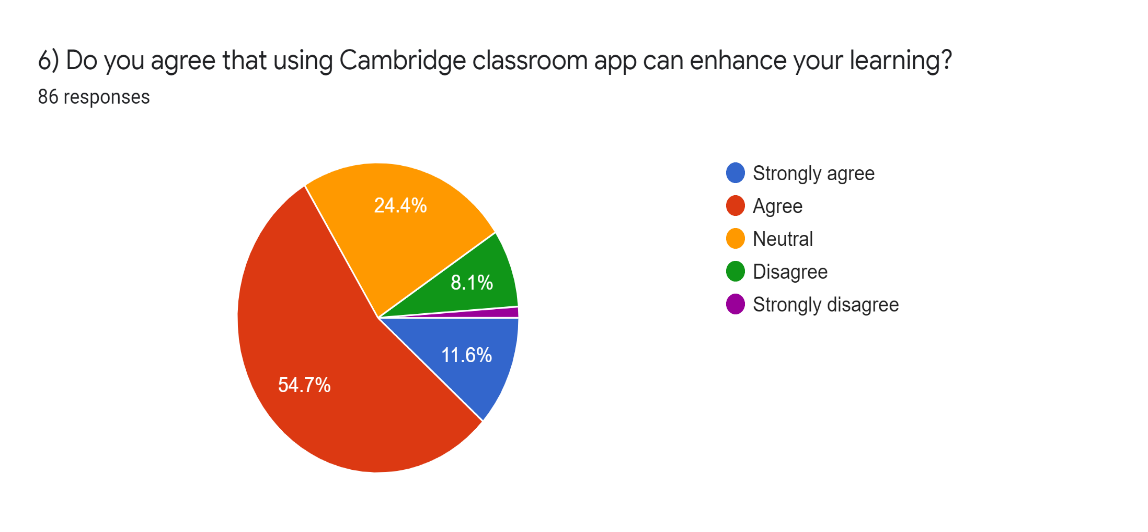 6) Do you agree that using Cambridge classroom app can enhance your learning?
86 responses
Strongly agree
Agree
Neutral
Disagree
Strongly disagree
24.4%
8.1%
11.6%
54.7%